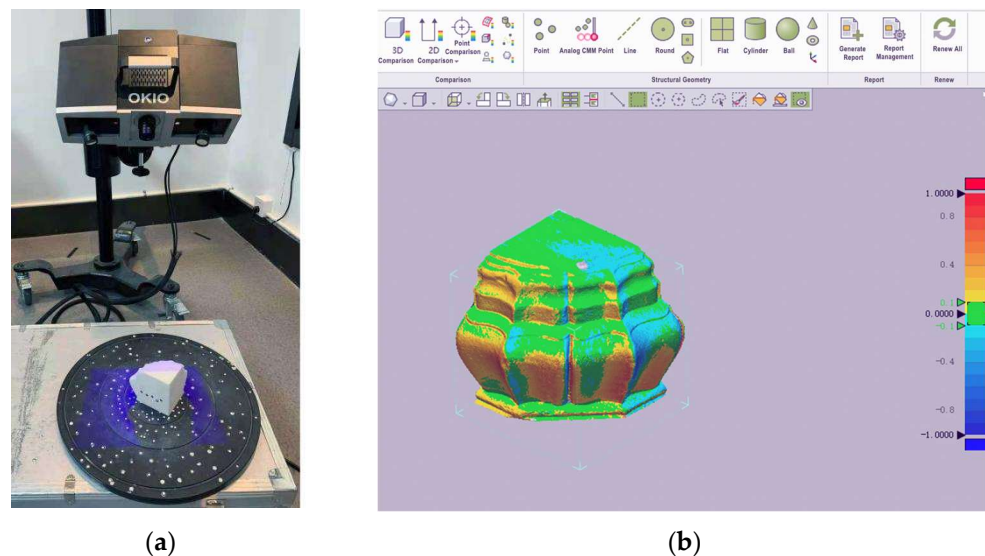 OKIO
3D
Comparison
2D
Comparison
Point
Comparison
Point
Analog CMM Point
Line
Round
Flat
Cylinder
Ball
Generate
Report
Report
Management
Renew All
Comparison
Structural Geometry
Report
Renew
1.0000
0.8
0.4
0.1
0.0000
-0.1
-0.4
-0.8
-1.0000
(a)
(b)